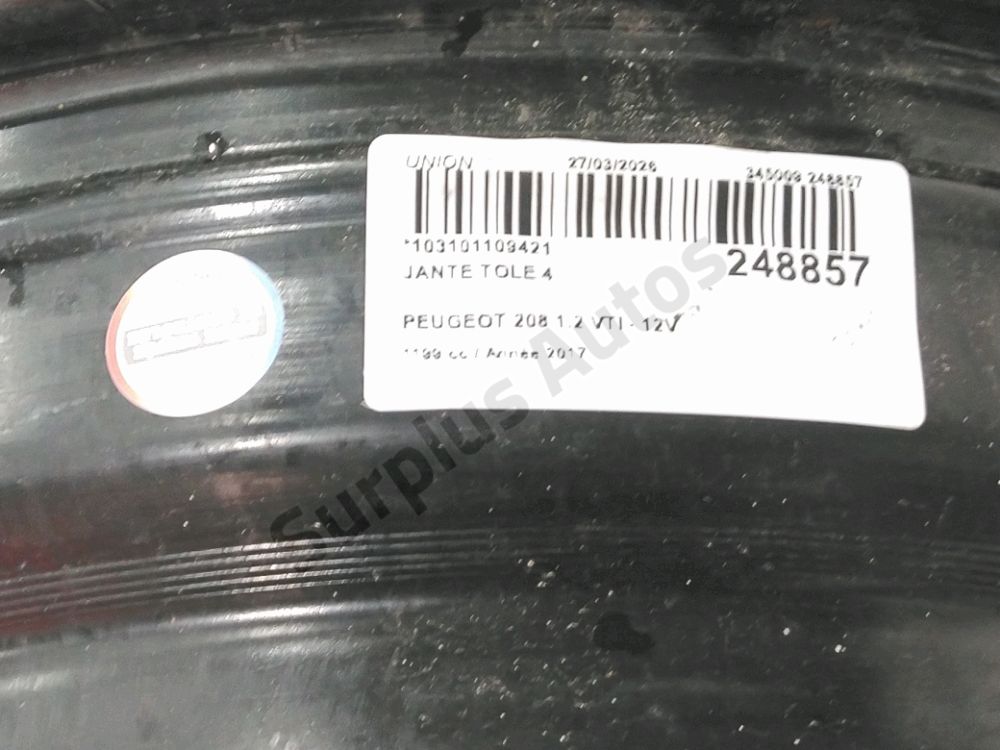 UNION 27/03/2026 345009 248857
*103101109421
248857
JANTE TOLE 4
PEUGEOT 208 1.2 VTI - 12V
1199 cc / Année 2017
Surplus Autos